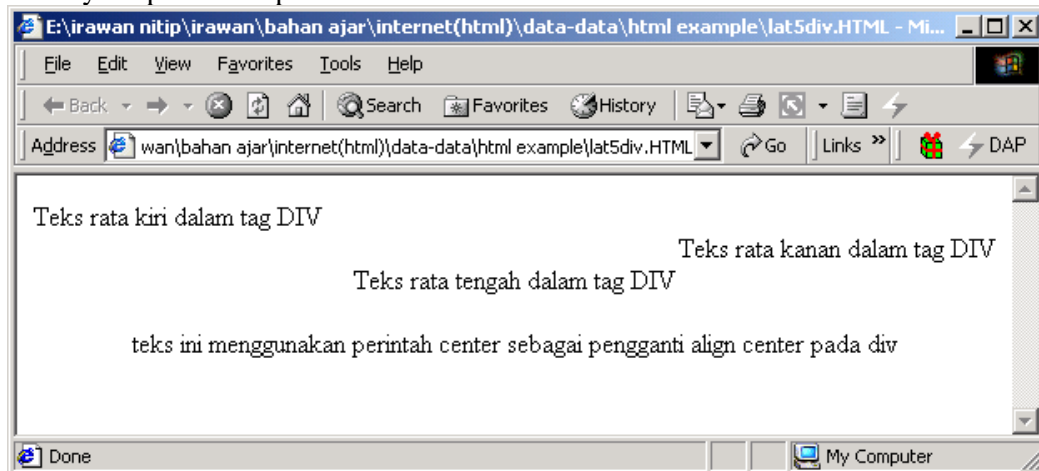 E:\irawan nitip\irawan\bahan ajar\internet(html)\data-data\html example\lat5div.HTML - Mi...
File Edit View Favorites Tools Help
Back Search Favorites History
Address wan\bahan ajar\internet(html)\data-data\html example\lat5div.HTML Go Links » DAP
Teks rata kiri dalam tag DIV
Teks rata kanan dalam tag DIV
Teks rata tengah dalam tag DIV
teks ini menggunakan perintah center sebagai pengganti align center pada div
Done My Computer